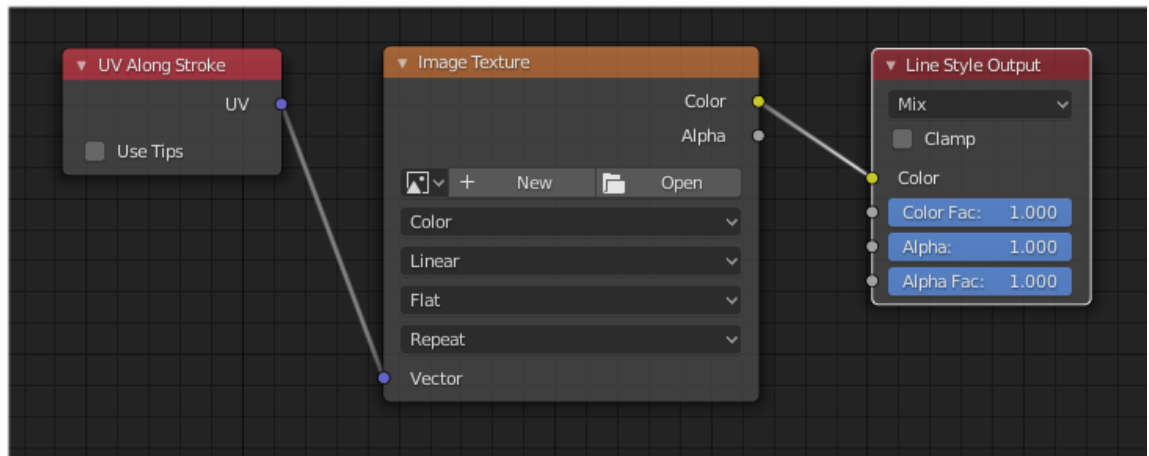 UV Along Stroke
UV
Use Tips
Image Texture
Color
Alpha
New
Open
Color
Linear
Flat
Repeat
Vector
Line Style Output
Mix
Clamp
Color
Color Fac: 1.000
Alpha: 1.000
Alpha Fac: 1.000